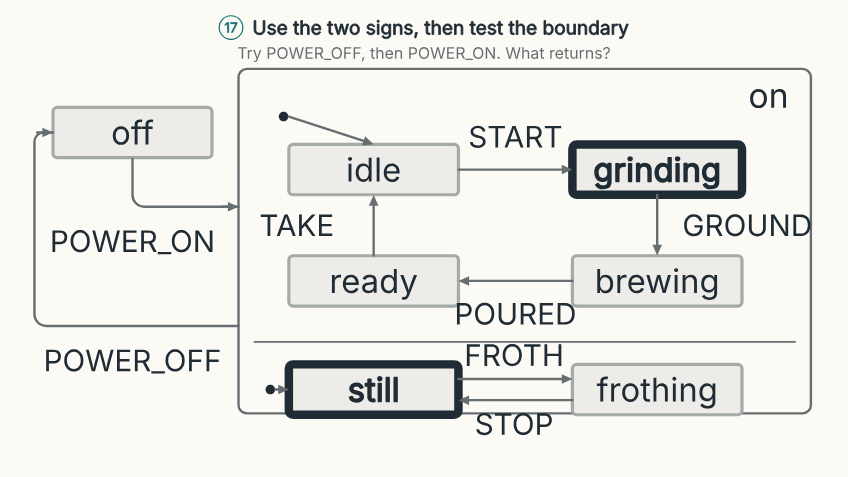 17 Use the two signs, then test the boundary
Try POWER_OFF, then POWER_ON. What returns?
on
off
idle
START
grinding
POWER_ON
TAKE
GROUND
ready
brewing
POURED
POWER_OFF
FROTH
still
frothing
STOP